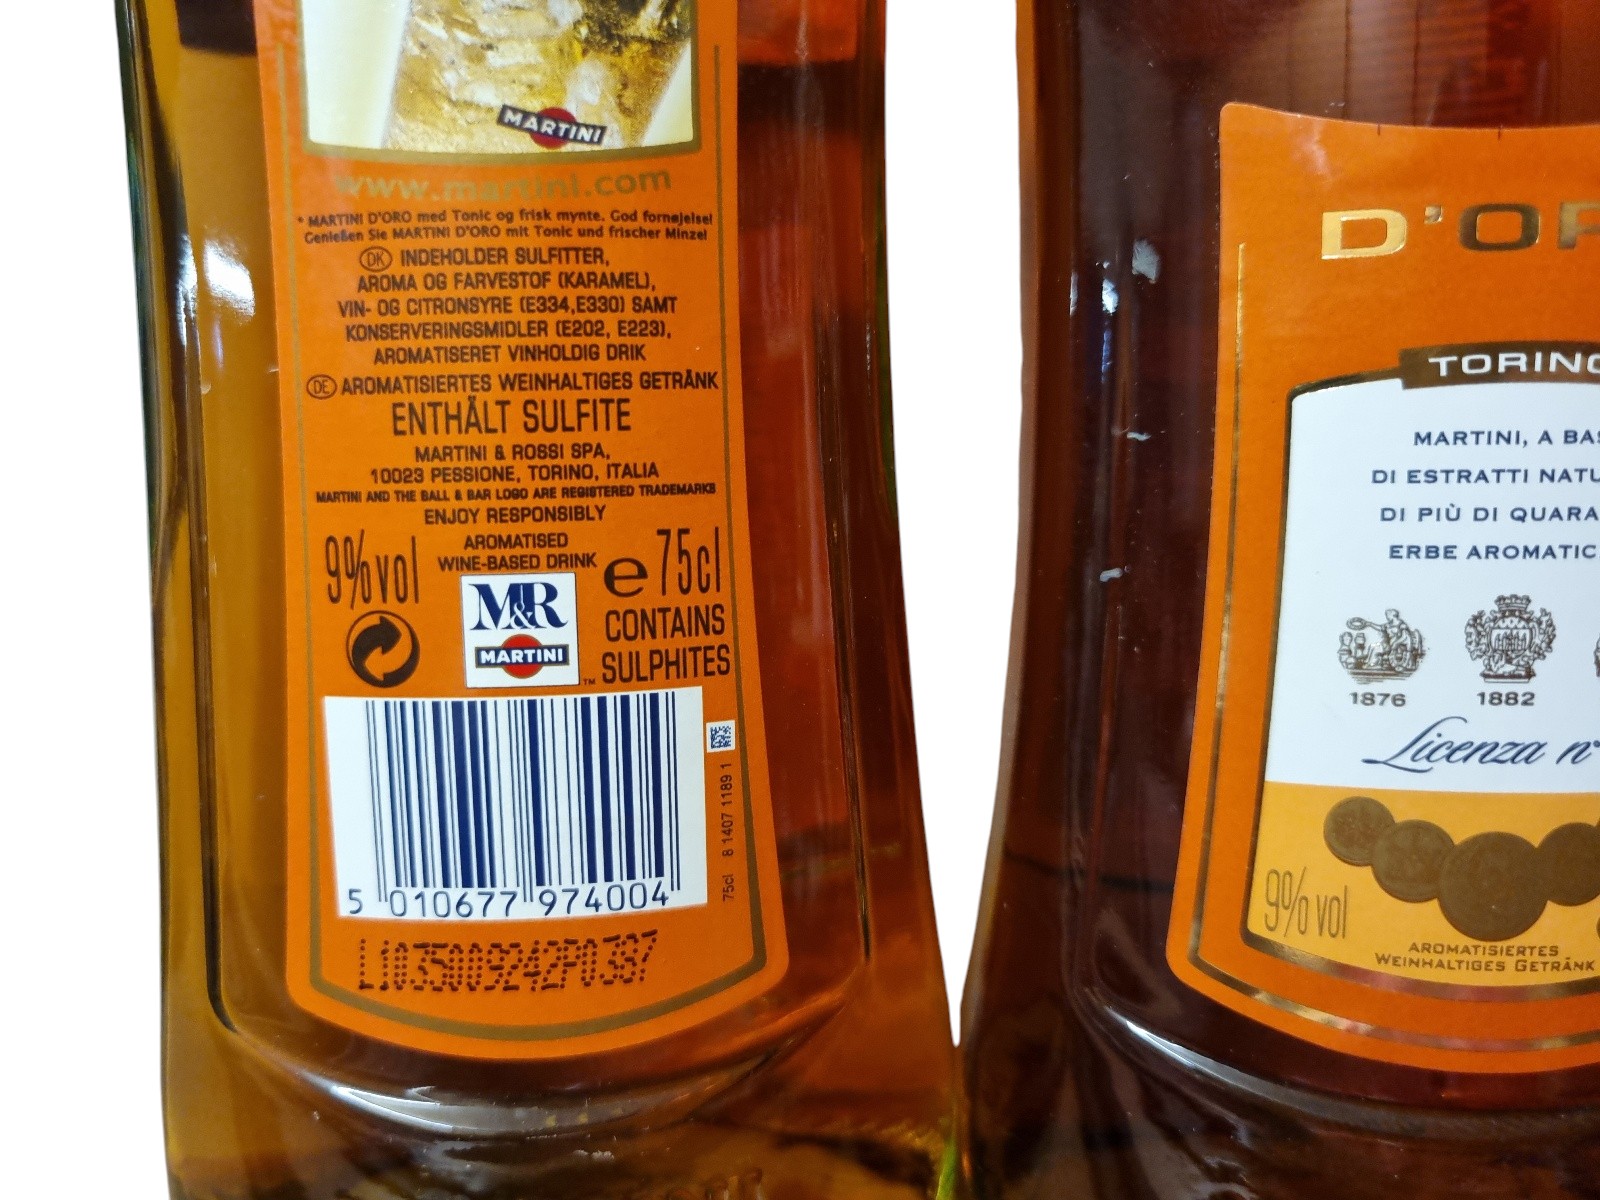 MARTINI
www.martini.com
* MARTINI D'ORO med Tonic og frisk mynte. God fornøjelse!
Genießen Sie MARTINI D'ORO mit Tonic und frischer Minze!
DK INDEHOLDER SULFITTER,
AROMA OG FARVESTOF (KARAMEL),
VIN- OG CITRONSYRE (E334,E330) SAMT
KONSERVERINGSMIDLER (E202, E223),
AROMATISERET VINHOLDIG DRIK
DE AROMATISIERTES WEINHALTIGES GETRÄNK
ENTHÄLT SULFITE
MARTINI & ROSSI SPA,
10023 PESSIONE, TORINO, ITALIA
MARTINI AND THE BALL & BAR LOGO ARE REGISTERED TRADEMARKS
ENJOY RESPONSIBLY
9% vol
AROMATISED
WINE-BASED DRINK
e 75cl
M&R
MARTINI
TM
CONTAINS
SULPHITES
5 010677 974004
75cl 8 1407 1189 1
L1035009242P0387
D'OR
TORINO
MARTINI, A BAS
DI ESTRATTI NATU
DI PIÙ DI QUARA
ERBE AROMATIC
1876
1882
Licenza n°
9% vol
AROMATISIERTES
WEINHALTIGES GETRÄNK